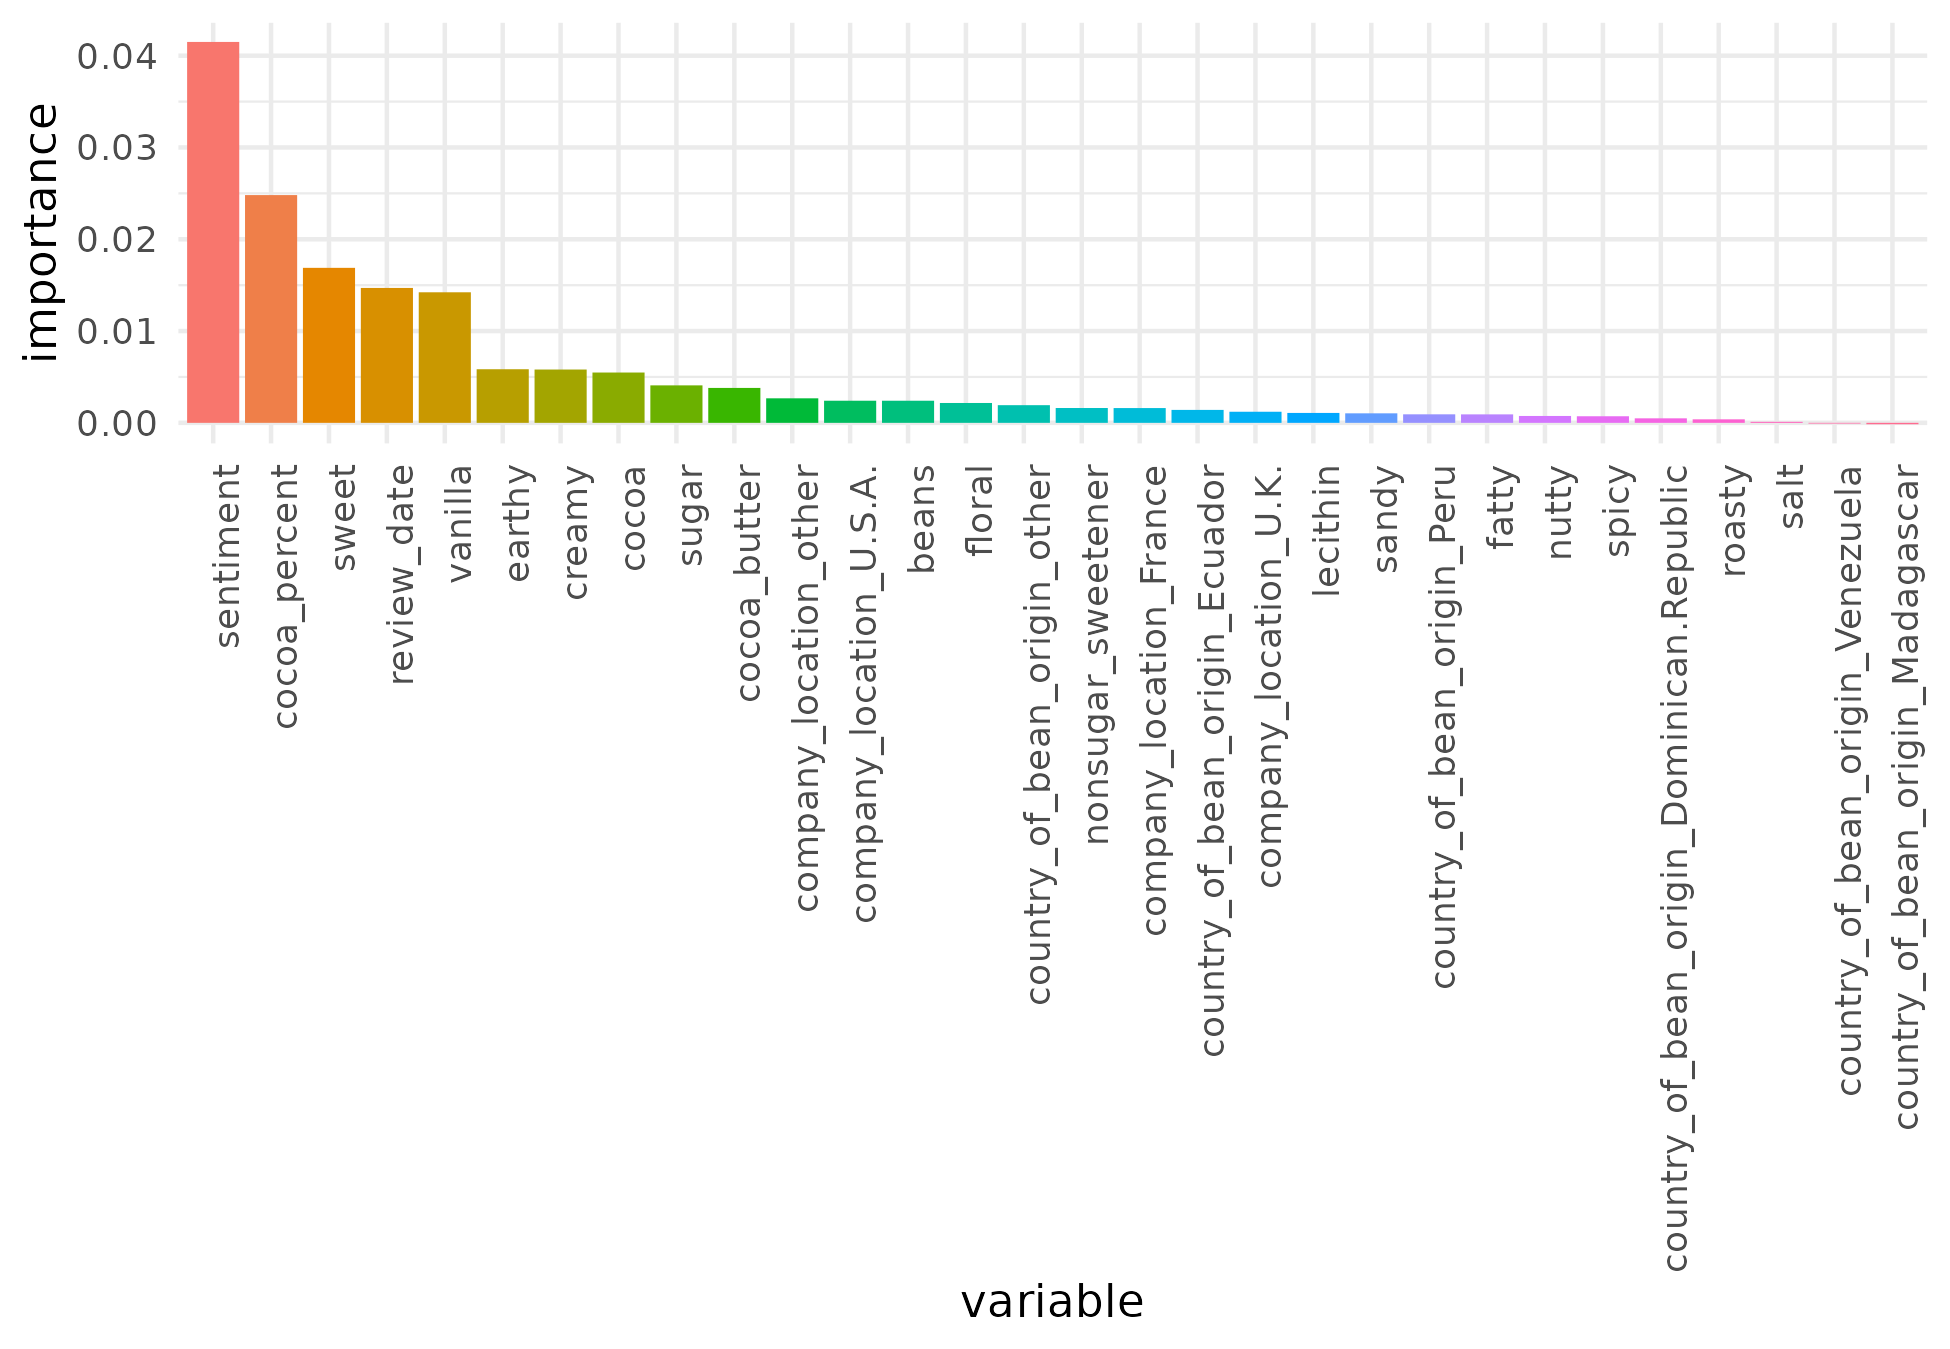 importance
0.04
0.03
0.02
0.01
0.00
sentiment
cocoa_percent
sweet
review_date
vanilla
earthy
creamy
cocoa
sugar
cocoa_butter
company_location_other
company_location_U.S.A.
beans
floral
country_of_bean_origin_other
nonsugar_sweetener
company_location_France
country_of_bean_origin_Ecuador
company_location_U.K.
lecithin
sandy
country_of_bean_origin_Peru
fatty
nutty
spicy
country_of_bean_origin_Dominican.Republic
roasty
salt
country_of_bean_origin_Venezuela
country_of_bean_origin_Madagascar
variable